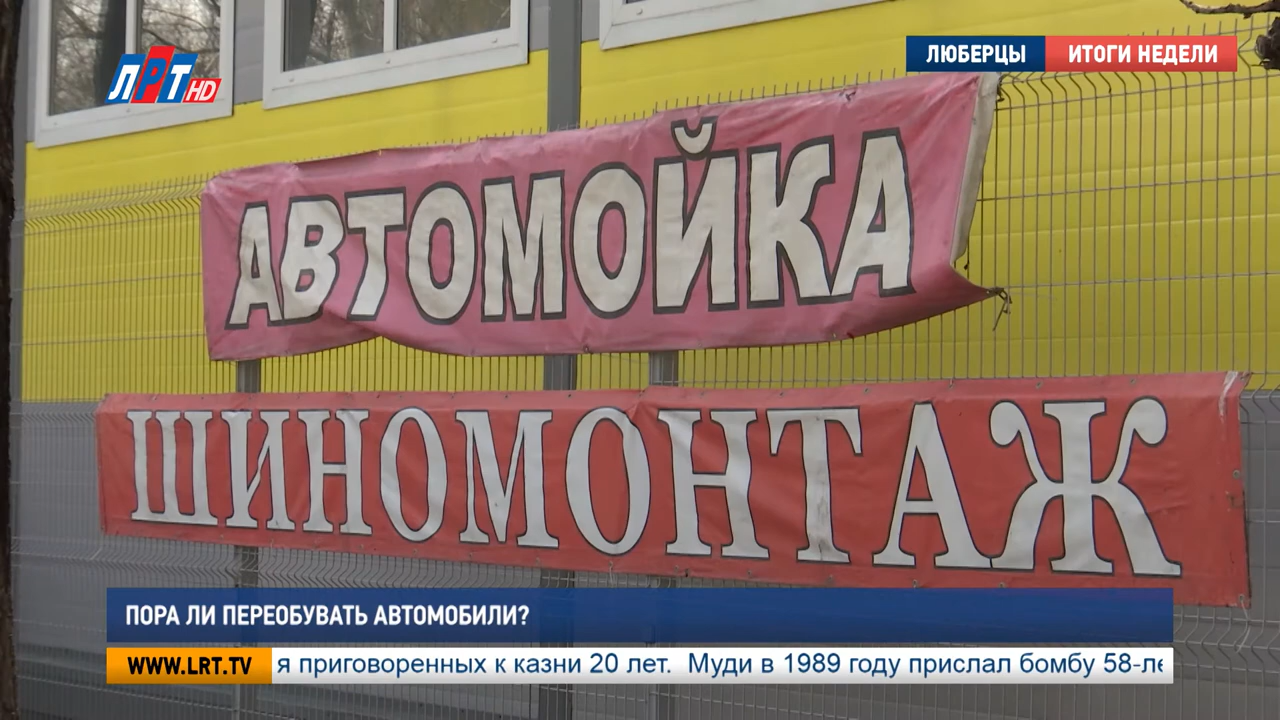 ЛРТ HD
ЛЮБЕРЦЫ ИТОГИ НЕДЕЛИ
АВТОМОЙКА
ШИНОМОНТАЖ
ПОРА ЛИ ПЕРЕОБУВАТЬ АВТОМОБИЛИ?
WWW.LRT.TV я приговоренных к казни 20 лет. Муди в 1989 году прислал бомбу 58-ле